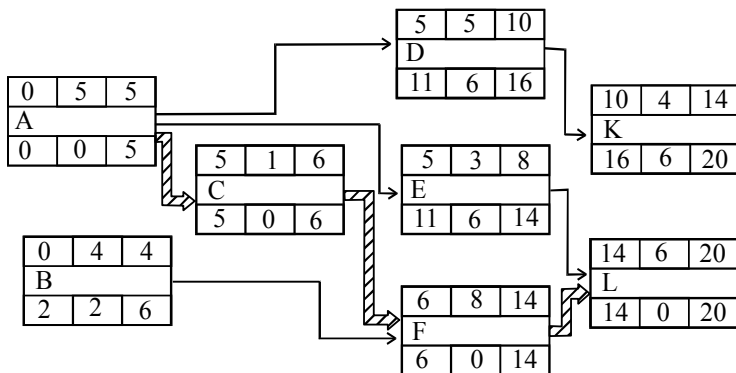 0 5 5
A
0 0 5
0 4 4
B
2 2 6
5 1 6
C
5 0 6
5 5 10
D
11 6 16
5 3 8
E
11 6 14
6 8 14
F
6 0 14
10 4 14
K
16 6 20
14 6 20
L
14 0 20